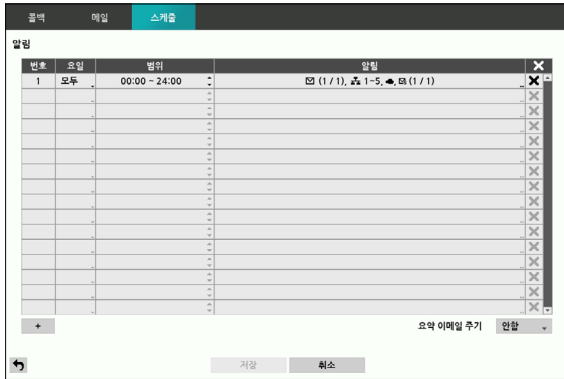 콜백 메일 스케줄
알림
번호 요일 범위 알림
1 모두 00:00 ~ 24:00 (1 / 1), 1~5, , (1 / 1)
+ 요약 이메일 주기 안함
저장 취소